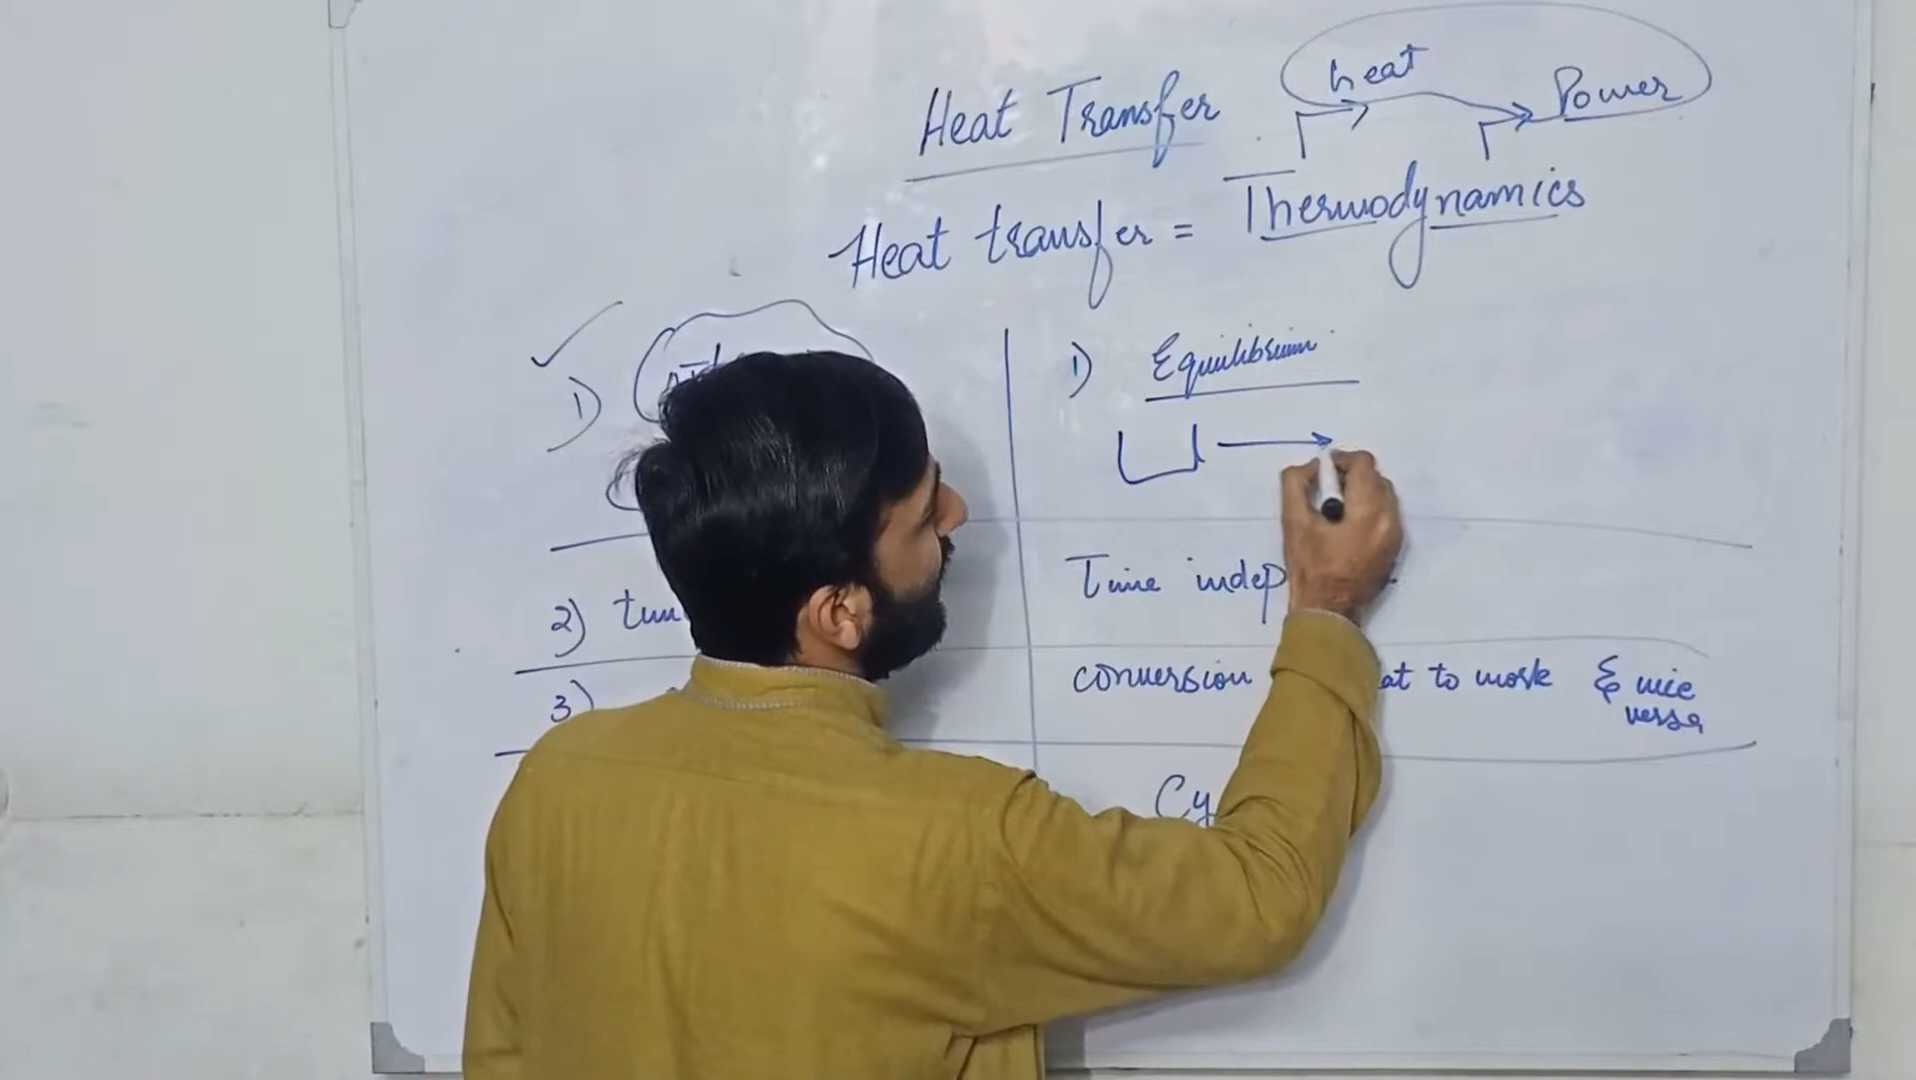 heat
Heat Transfer
Power
Heat transfer = Thermodynamics
1)
1) Equilibrium
2)
Time indep
3)
conversion at to work & vice
versa
Cy